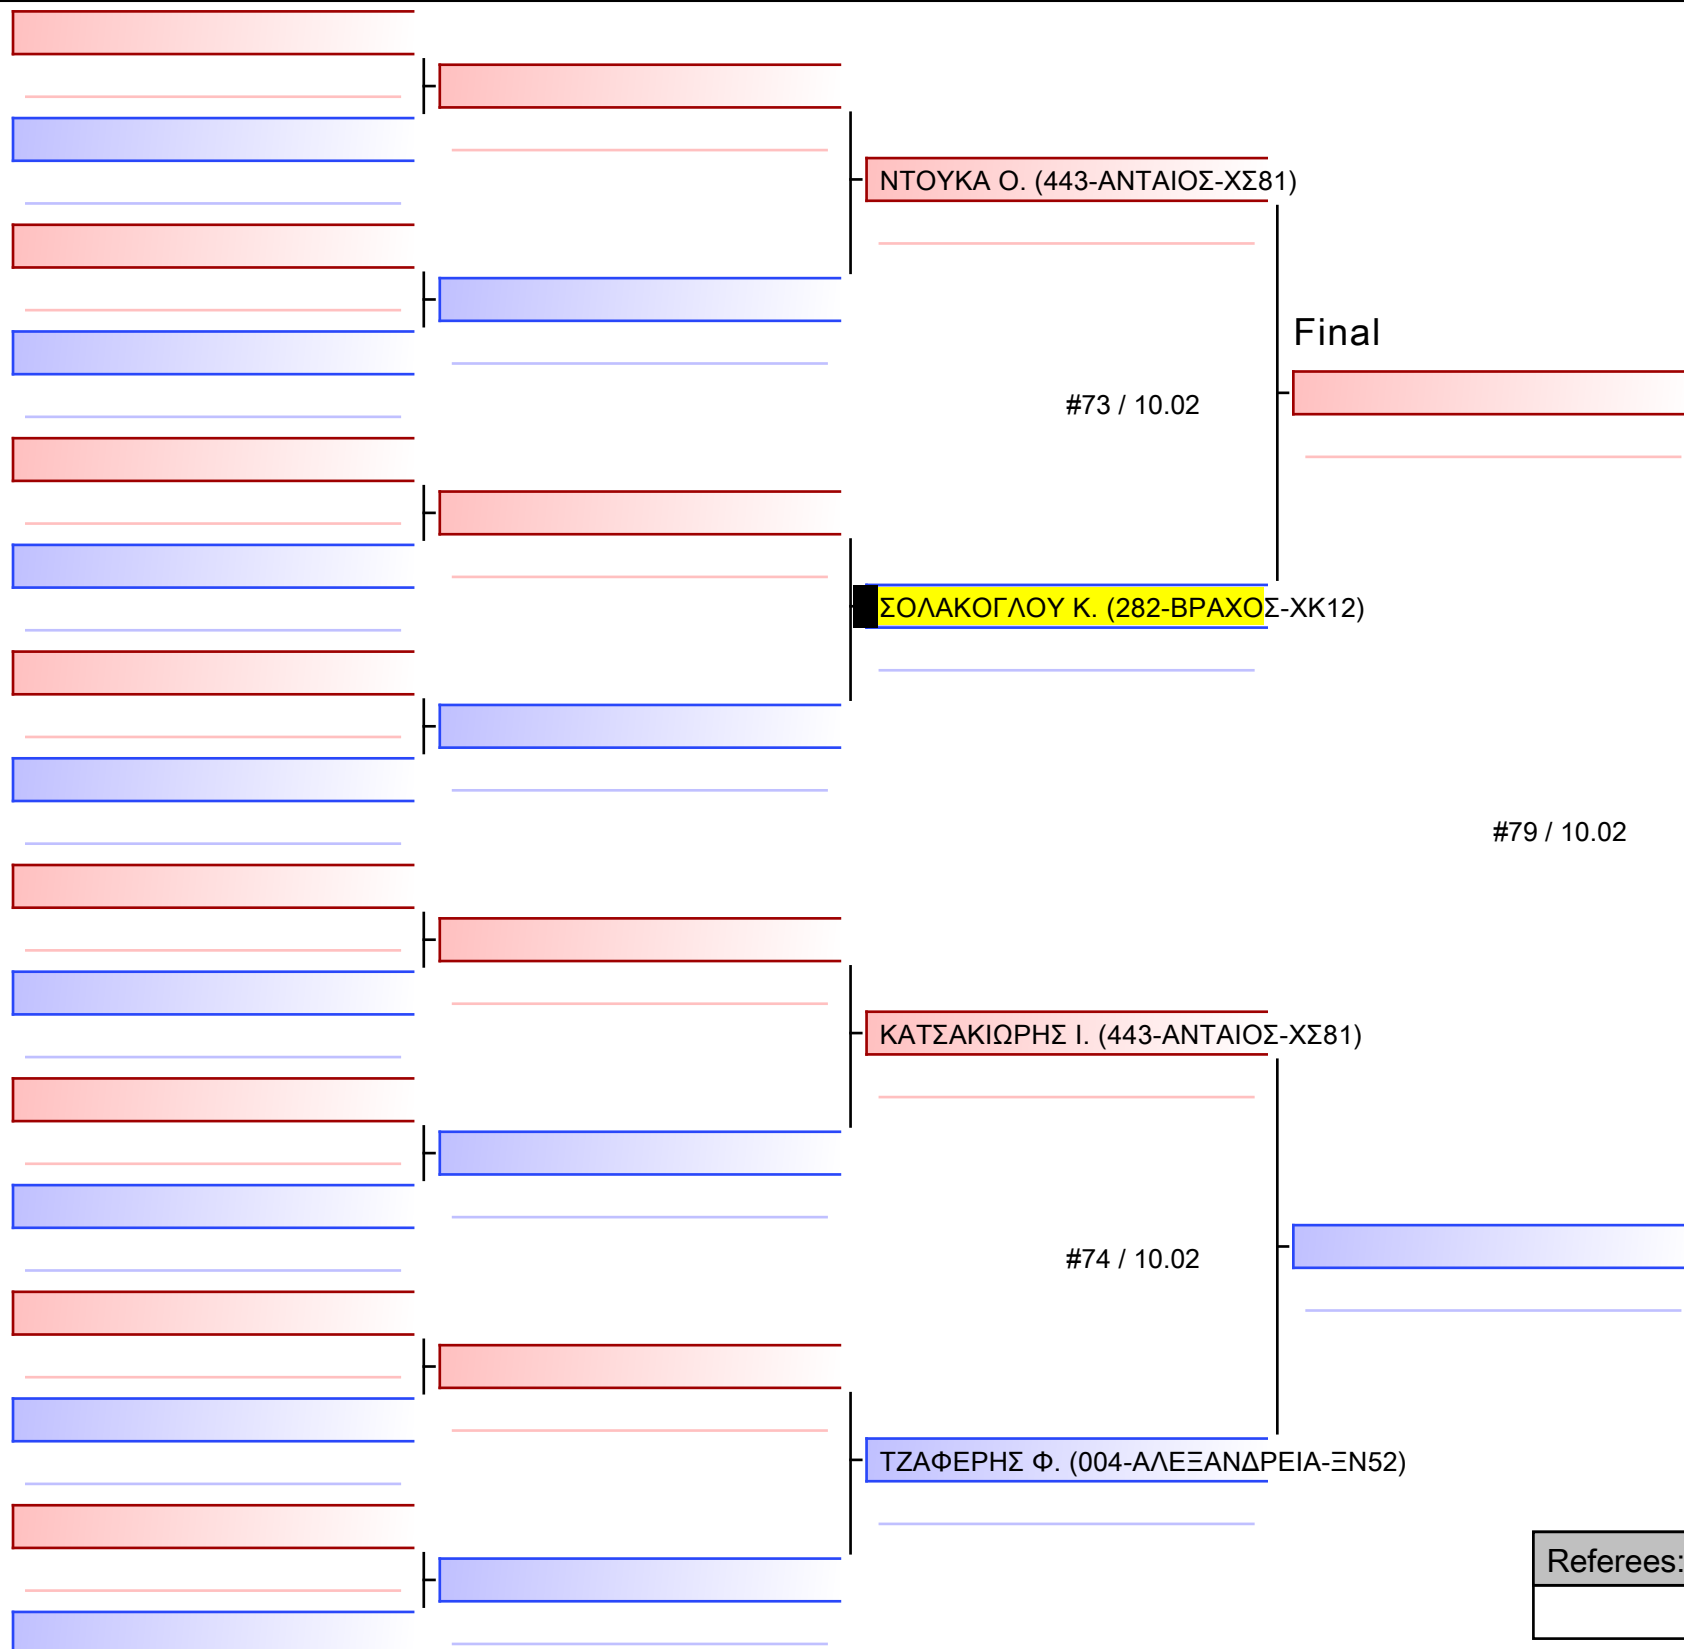 ΝΤΟΥΚΑ Ο. (443-ΑΝΤΑΙΟΣ-ΧΣ81)
Final
#73 / 10.02
ΣΟΛΑΚΟΓΛΟΥ Κ. (282-ΒΡΑΧΟΣ-ΧΚ12)
#79 / 10.02
ΚΑΤΣΑΚΙΩΡΗΣ Ι. (443-ΑΝΤΑΙΟΣ-ΧΣ81)
#74 / 10.02
ΤΖΑΦΕΡΗΣ Φ. (004-ΑΛΕΞΑΝΔΡΕΙΑ-ΞΝ52)
Referees: